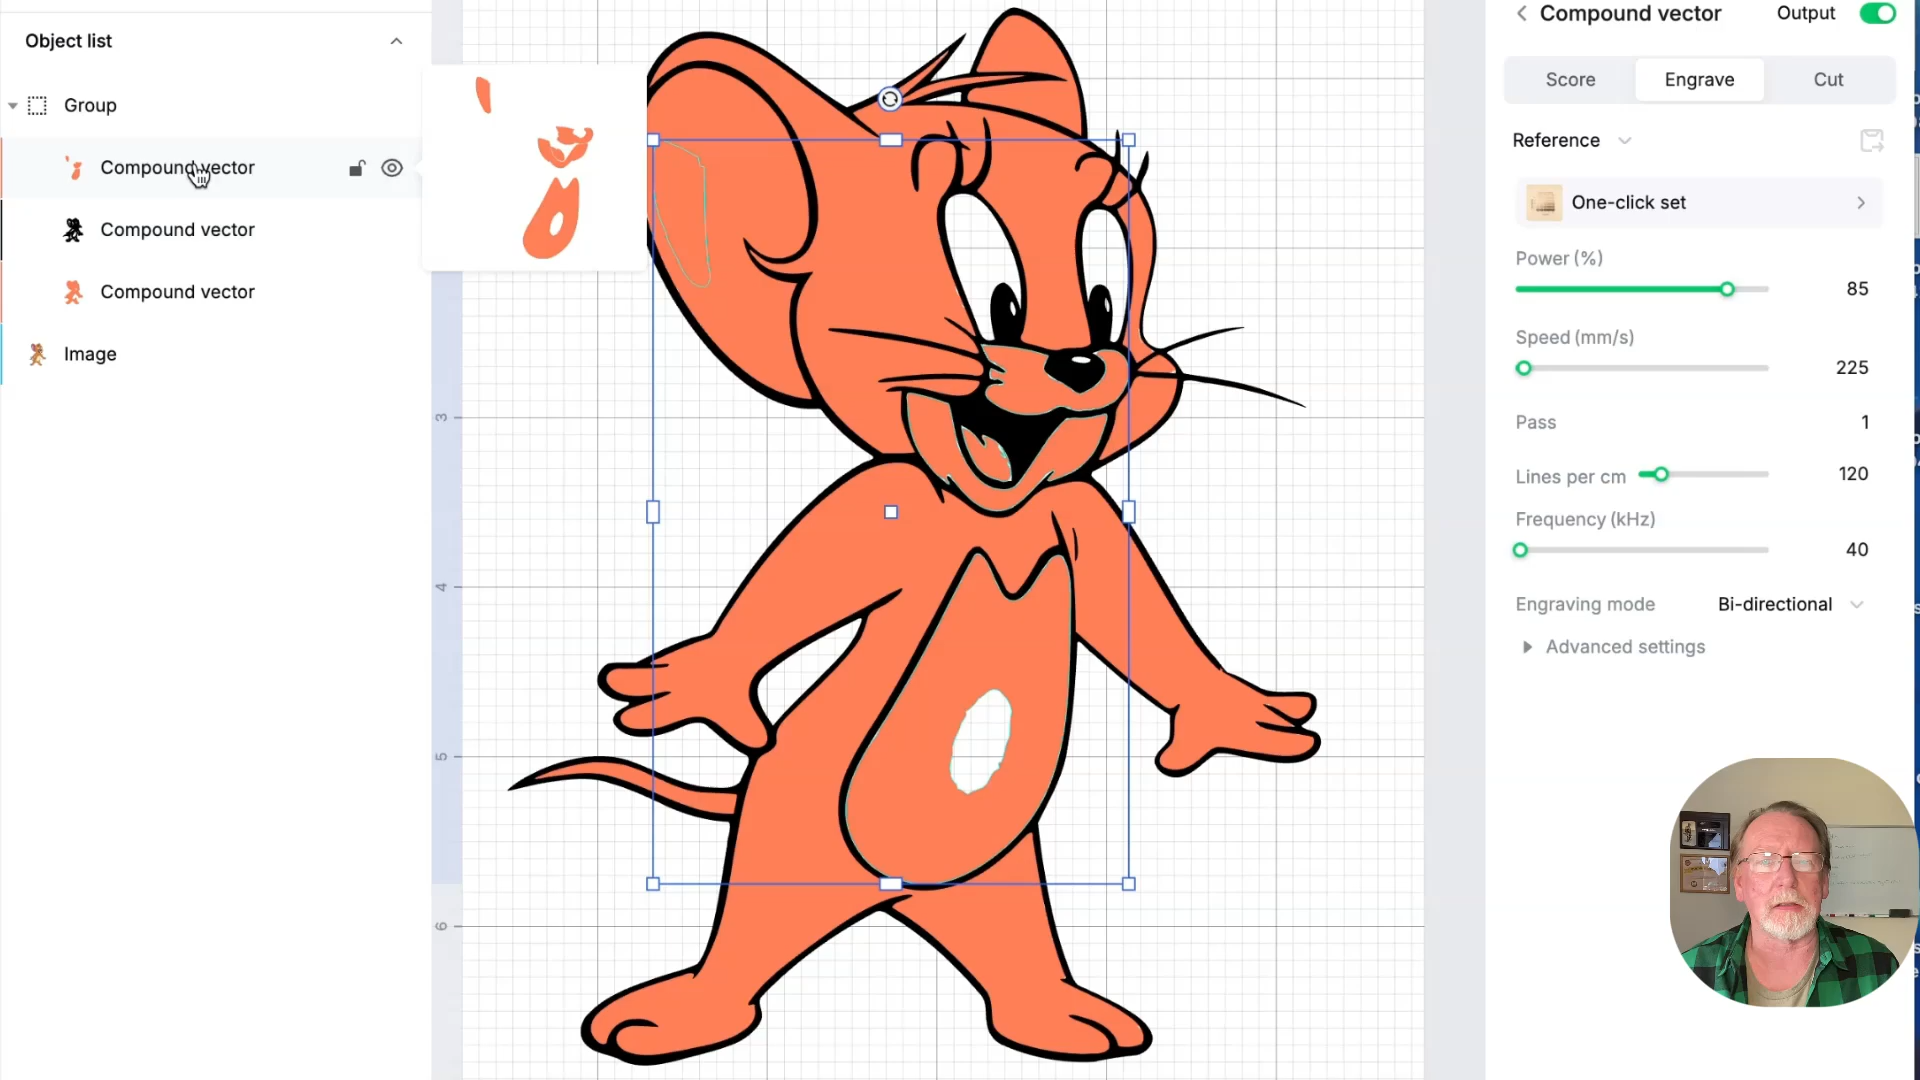 Object list
Group
Compound vector
Compound vector
Compound vector
Image
3
4
5
6
Compound vector
Output
Score
Engrave
Cut
Reference
One-click set
Power (%)
85
Speed (mm/s)
225
Pass
1
Lines per cm
120
Frequency (kHz)
40
Engraving mode
Bi-directional
Advanced settings